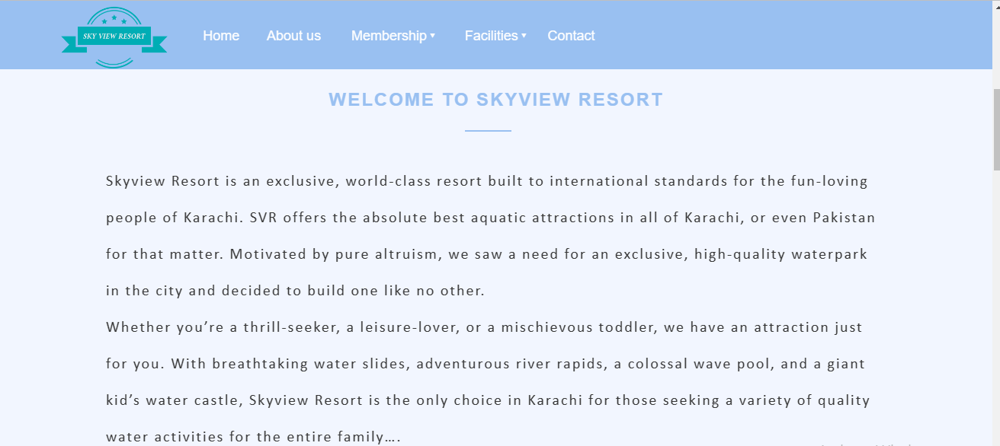 SKY VIEW RESORT
Home About us Membership ▾ Facilities ▾ Contact
WELCOME TO SKYVIEW RESORT
Skyview Resort is an exclusive, world-class resort built to international standards for the fun-loving
people of Karachi. SVR offers the absolute best aquatic attractions in all of Karachi, or even Pakistan
for that matter. Motivated by pure altruism, we saw a need for an exclusive, high-quality waterpark
in the city and decided to build one like no other.
Whether you’re a thrill-seeker, a leisure-lover, or a mischievous toddler, we have an attraction just
for you. With breathtaking water slides, adventurous river rapids, a colossal wave pool, and a giant
kid’s water castle, Skyview Resort is the only choice in Karachi for those seeking a variety of quality
water activities for the entire family….